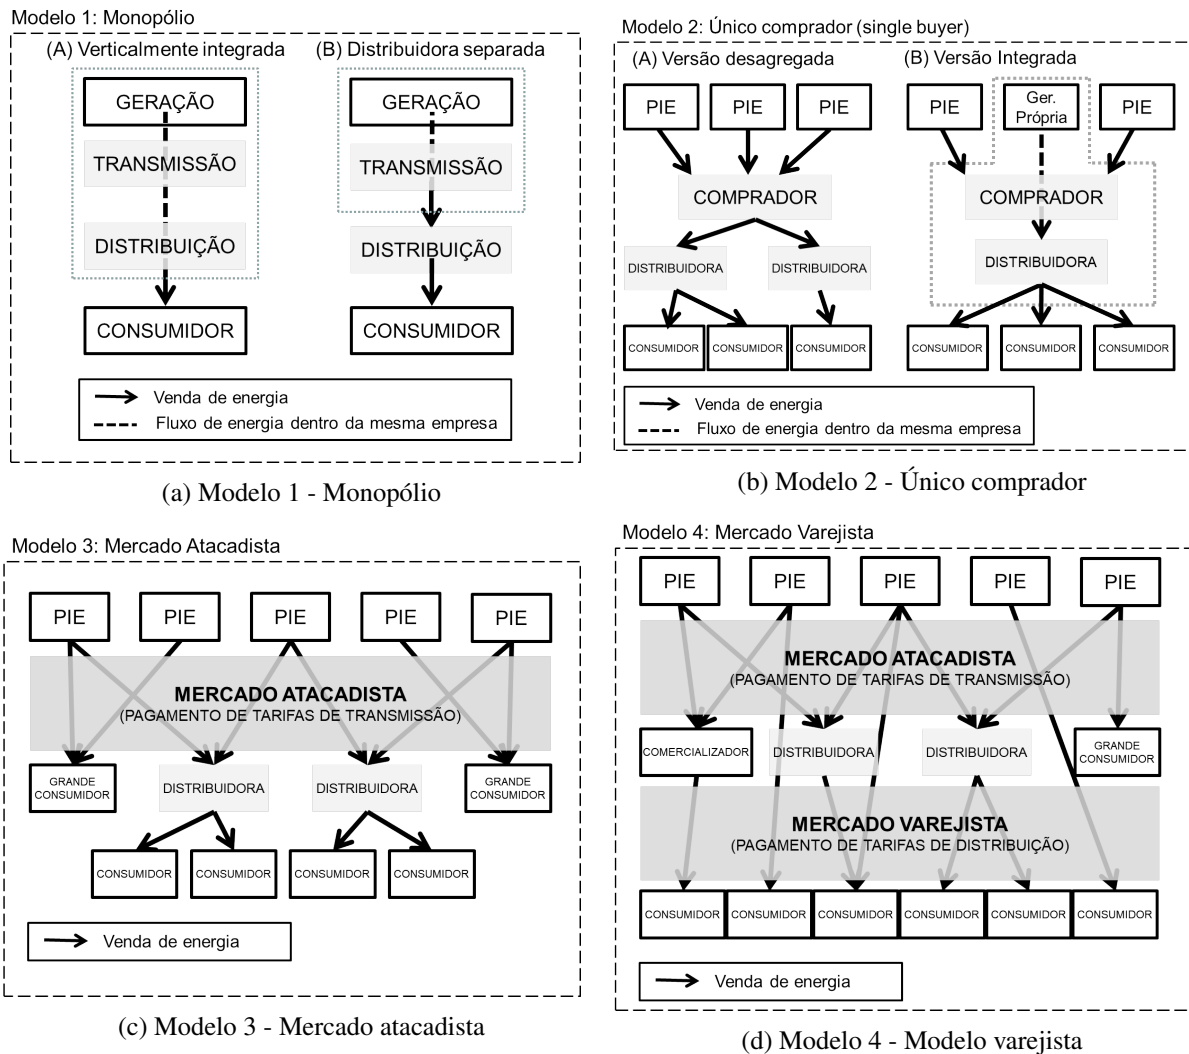 Modelo 1: Monopólio
(A) Verticalmente integrada
(B) Distribuidora separada
GERAÇÃO
GERAÇÃO
TRANSMISSÃO
TRANSMISSÃO
DISTRIBUIÇÃO
DISTRIBUIÇÃO
CONSUMIDOR
CONSUMIDOR
Venda de energia
Fluxo de energia dentro da mesma empresa
(a) Modelo 1 - Monopólio
Modelo 2: Único comprador (single buyer)
(A) Versão desagregada
(B) Versão Integrada
PIE
PIE
PIE
PIE
Ger.
Própria
PIE
COMPRADOR
COMPRADOR
DISTRIBUIDORA
DISTRIBUIDORA
DISTRIBUIDORA
CONSUMIDOR
CONSUMIDOR
CONSUMIDOR
CONSUMIDOR
CONSUMIDOR
CONSUMIDOR
Venda de energia
Fluxo de energia dentro da mesma empresa
(b) Modelo 2 - Único comprador
Modelo 3: Mercado Atacadista
PIE
PIE
PIE
PIE
PIE
MERCADO ATACADISTA
(PAGAMENTO DE TARIFAS DE TRANSMISSÃO)
GRANDE
CONSUMIDOR
DISTRIBUIDORA
DISTRIBUIDORA
GRANDE
CONSUMIDOR
CONSUMIDOR
CONSUMIDOR
CONSUMIDOR
CONSUMIDOR
Venda de energia
(c) Modelo 3 - Mercado atacadista
Modelo 4: Mercado Varejista
PIE
PIE
PIE
PIE
PIE
MERCADO ATACADISTA
(PAGAMENTO DE TARIFAS DE TRANSMISSÃO)
COMERCIALIZADOR
DISTRIBUIDORA
DISTRIBUIDORA
GRANDE
CONSUMIDOR
MERCADO VAREJISTA
(PAGAMENTO DE TARIFAS DE DISTRIBUIÇÃO)
CONSUMIDOR
CONSUMIDOR
CONSUMIDOR
CONSUMIDOR
CONSUMIDOR
CONSUMIDOR
Venda de energia
(d) Modelo 4 - Modelo varejista